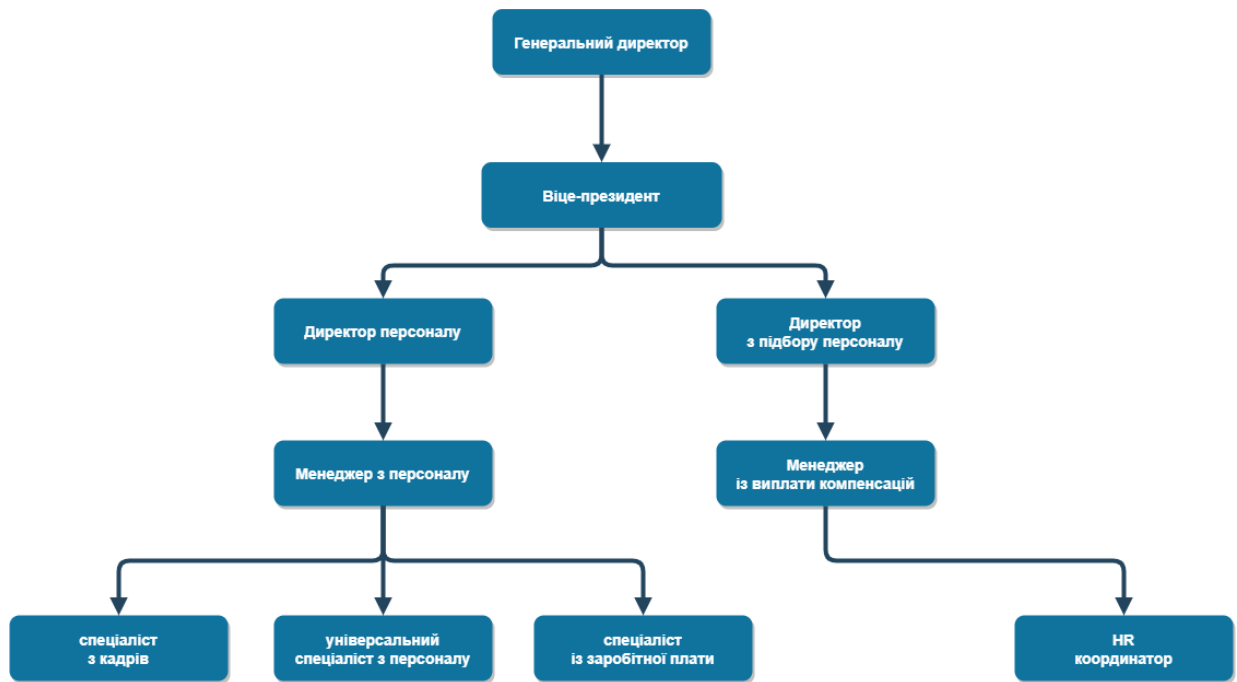 Генеральний директор
Віце-президент
Директор персоналу
Директор
з підбору персоналу
Менеджер з персоналу
Менеджер
із виплати компенсацій
спеціаліст
з кадрів
універсальний
спеціаліст з персоналу
спеціаліст
із заробітної плати
HR
координатор